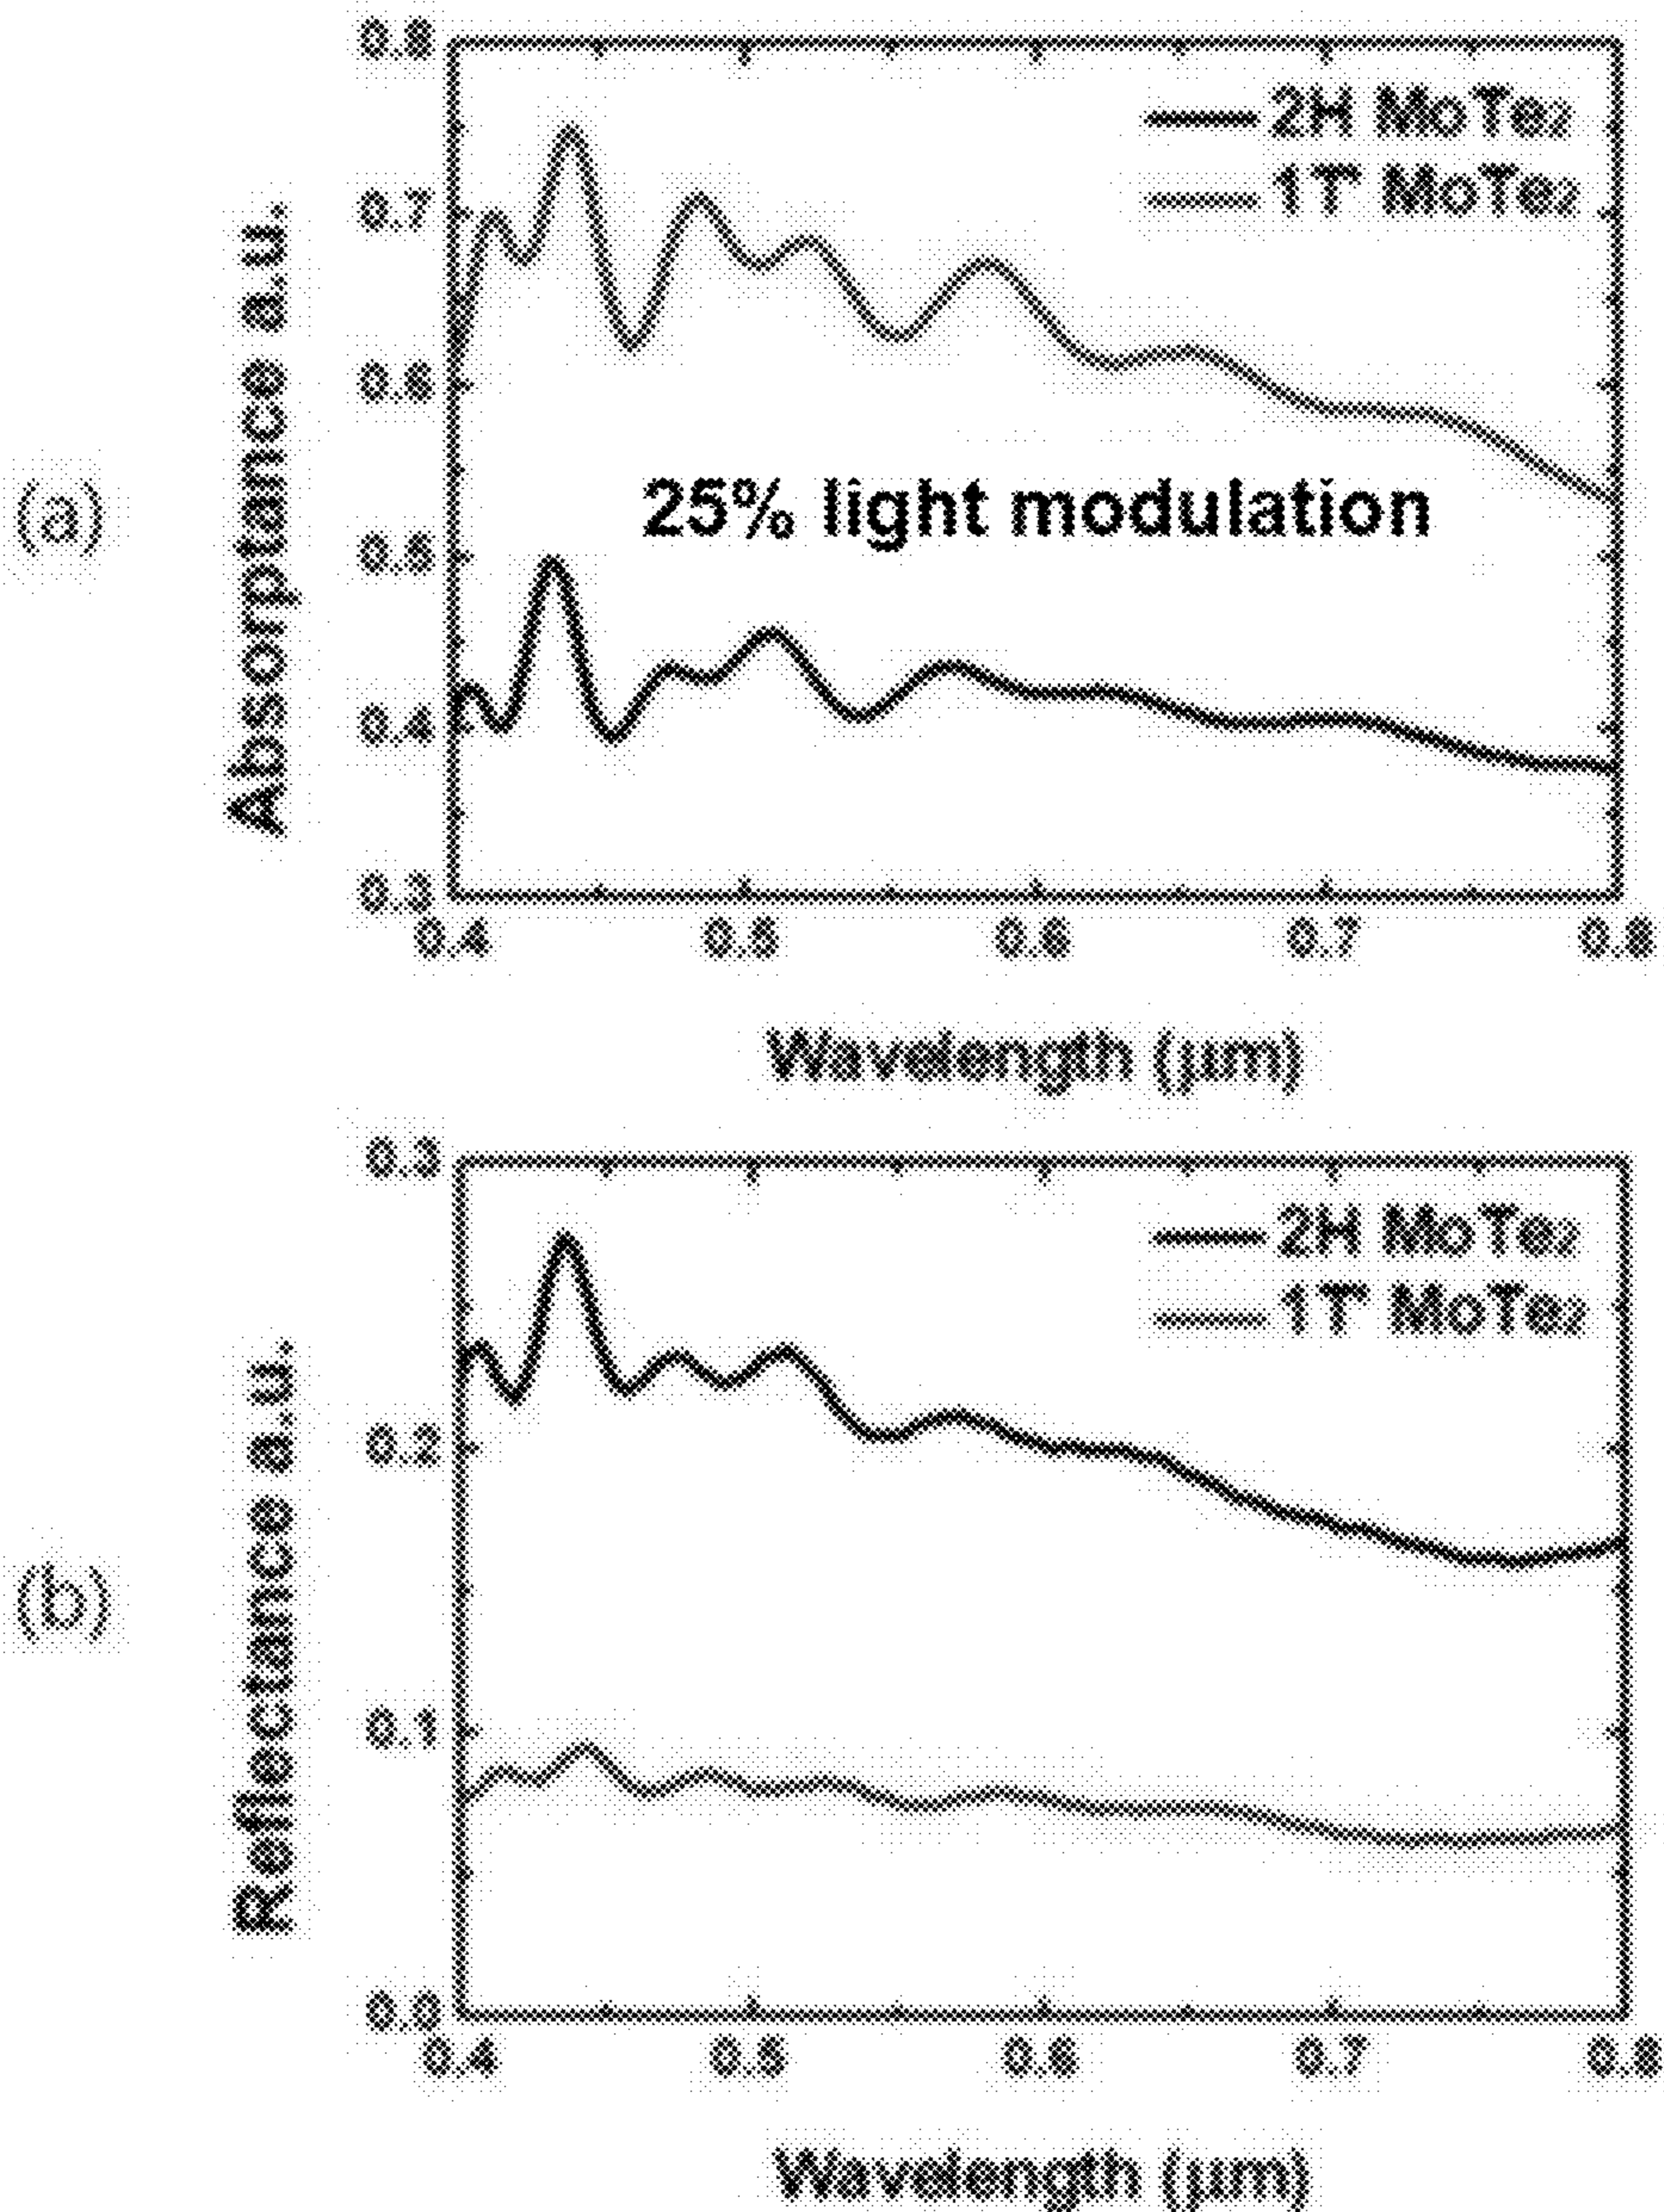 (a)
Absorptance a.u.
0.8
0.7
0.6
0.5
0.4
0.3
2H MoTe2
1T' MoTe2
25% light modulation
0.4 0.5 0.6 0.7 0.8
Wavelength (µm)
(b)
Reflectance a.u.
0.3
0.2
0.1
0.0
2H MoTe2
1T' MoTe2
0.4 0.5 0.6 0.7 0.8
Wavelength (µm)